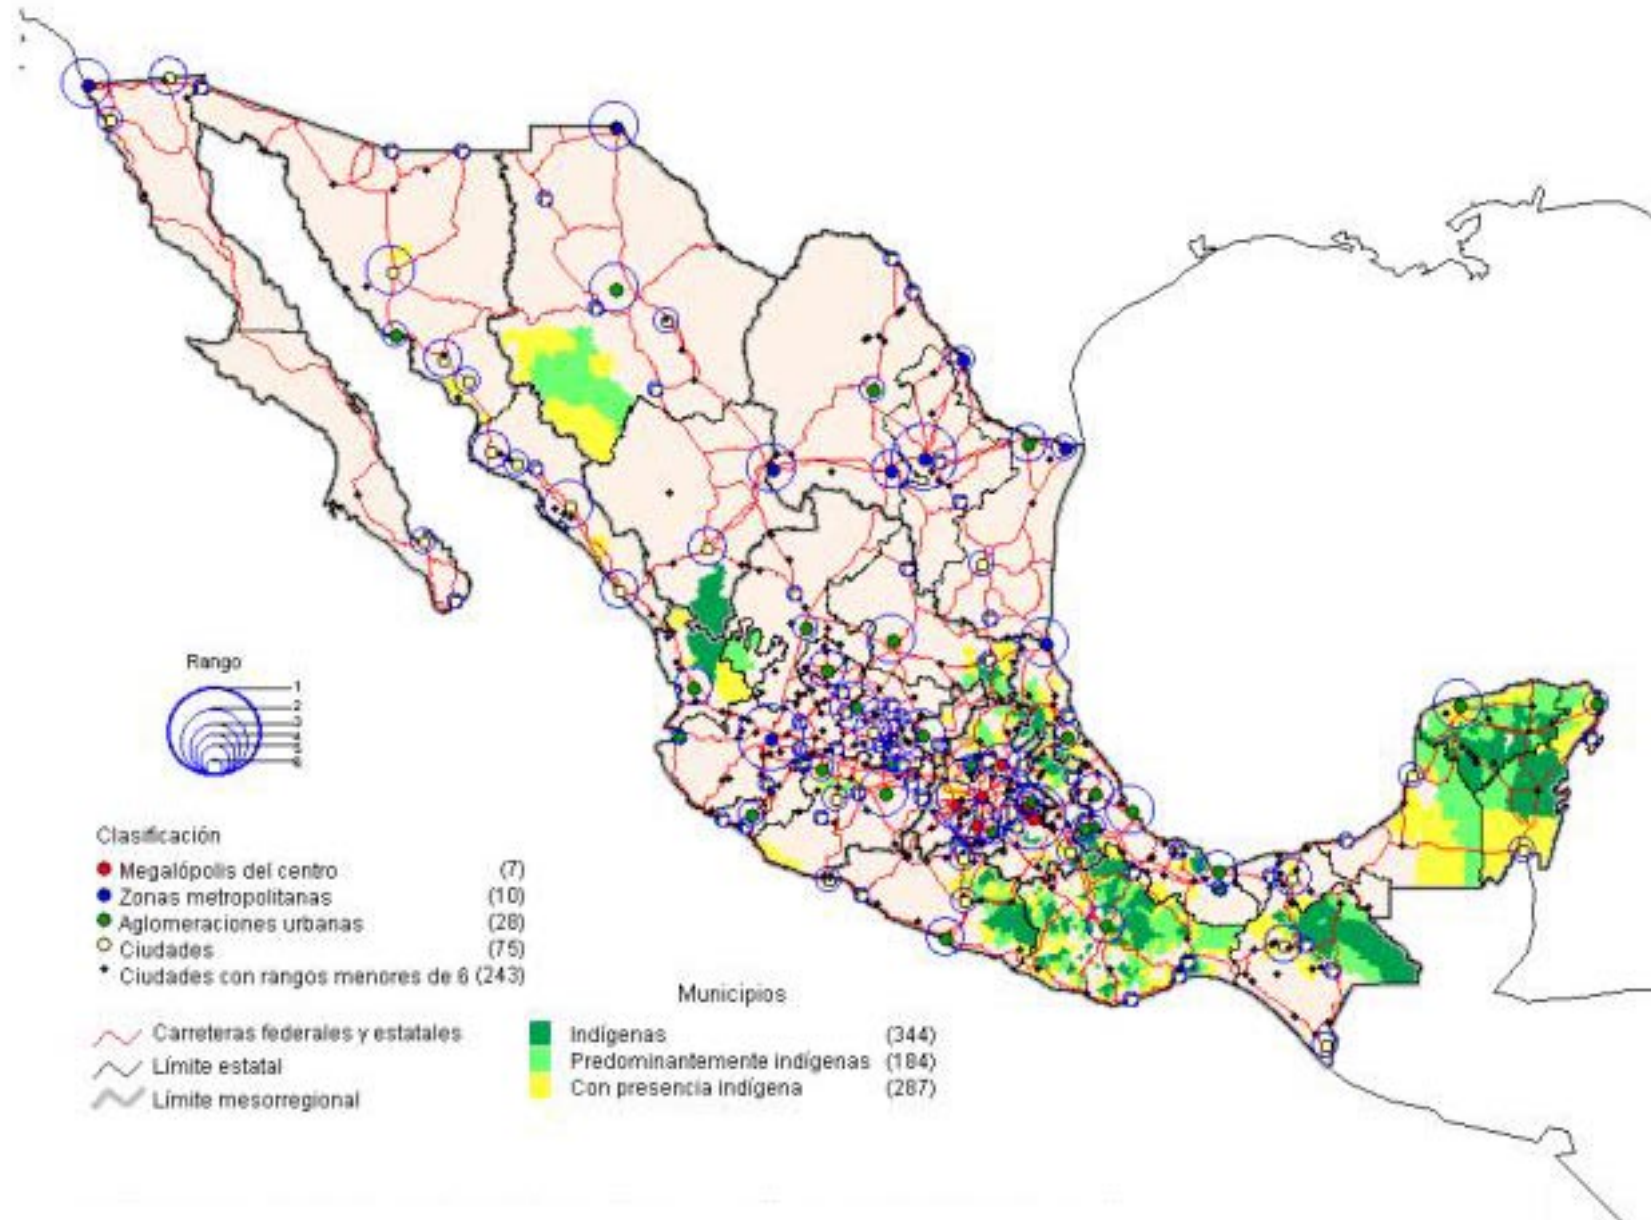 Rango
1
2
3
4
Clasificación
Megalópolis del centro (7)
Zonas metropolitanas (10)
Aglomeraciones urbanas (28)
Ciudades (75)
Ciudades con rangos menores de 6 (243)
Carreteras federales y estatales
Límite estatal
Límite mesorregional
Municipios
Indígenas (344)
Predominantemente indígenas (184)
Con presencia indígena (287)